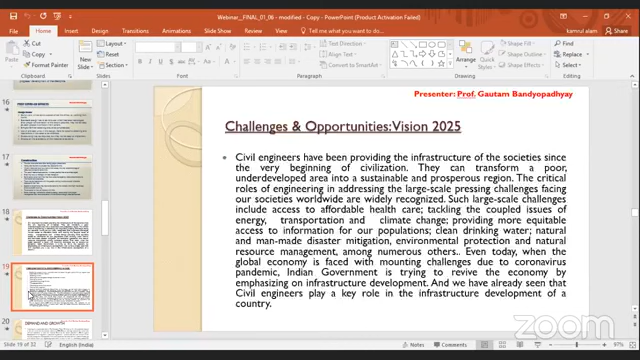 Webinar__FINAL_01_06 - modified - Copy - PowerPoint (Product Activation Failed)
kamrul alam
File Home Insert Design Transitions Animations Slide Show Review View Tell me what you want to do... Share
Cut
Copy
Format Painter
Paste
Clipboard
New Slide
Layout
Reset
Section
Slides
Font
Text Direction
Align Text
Convert to SmartArt
Paragraph
Arrange
Quick Styles
Shape Fill
Shape Outline
Shape Effects
Drawing
Find
Replace
Select
Editing
16
17
18
19
20
DEMAND AND GROWTH
Presenter: Prof. Gautam Bandyopadhyay
Challenges & Opportunities: Vision 2025
Civil engineers have been providing the infrastructure of the societies since
the very beginning of civilization. They can transform a poor,
underdeveloped area into a sustainable and prosperous region. The critical
roles of engineering in addressing the large-scale pressing challenges facing
our societies worldwide are widely recognized. Such large-scale challenges
include access to affordable health care; tackling the coupled issues of
energy, transportation and climate change; providing more equitable
access to information for our populations; clean drinking water; natural
and man-made disaster mitigation, environmental protection and natural
resource management, among numerous others.. Even today, when the
global economy is faced with mounting challenges due to coronavirus
pandemic, Indian Government is trying to revive the economy by
emphasizing on infrastructure development. And we have already seen that
Civil engineers play a key role in the infrastructure development of a
country.
zoom
Slide 19 of 22 English (India) Notes Comments 97%